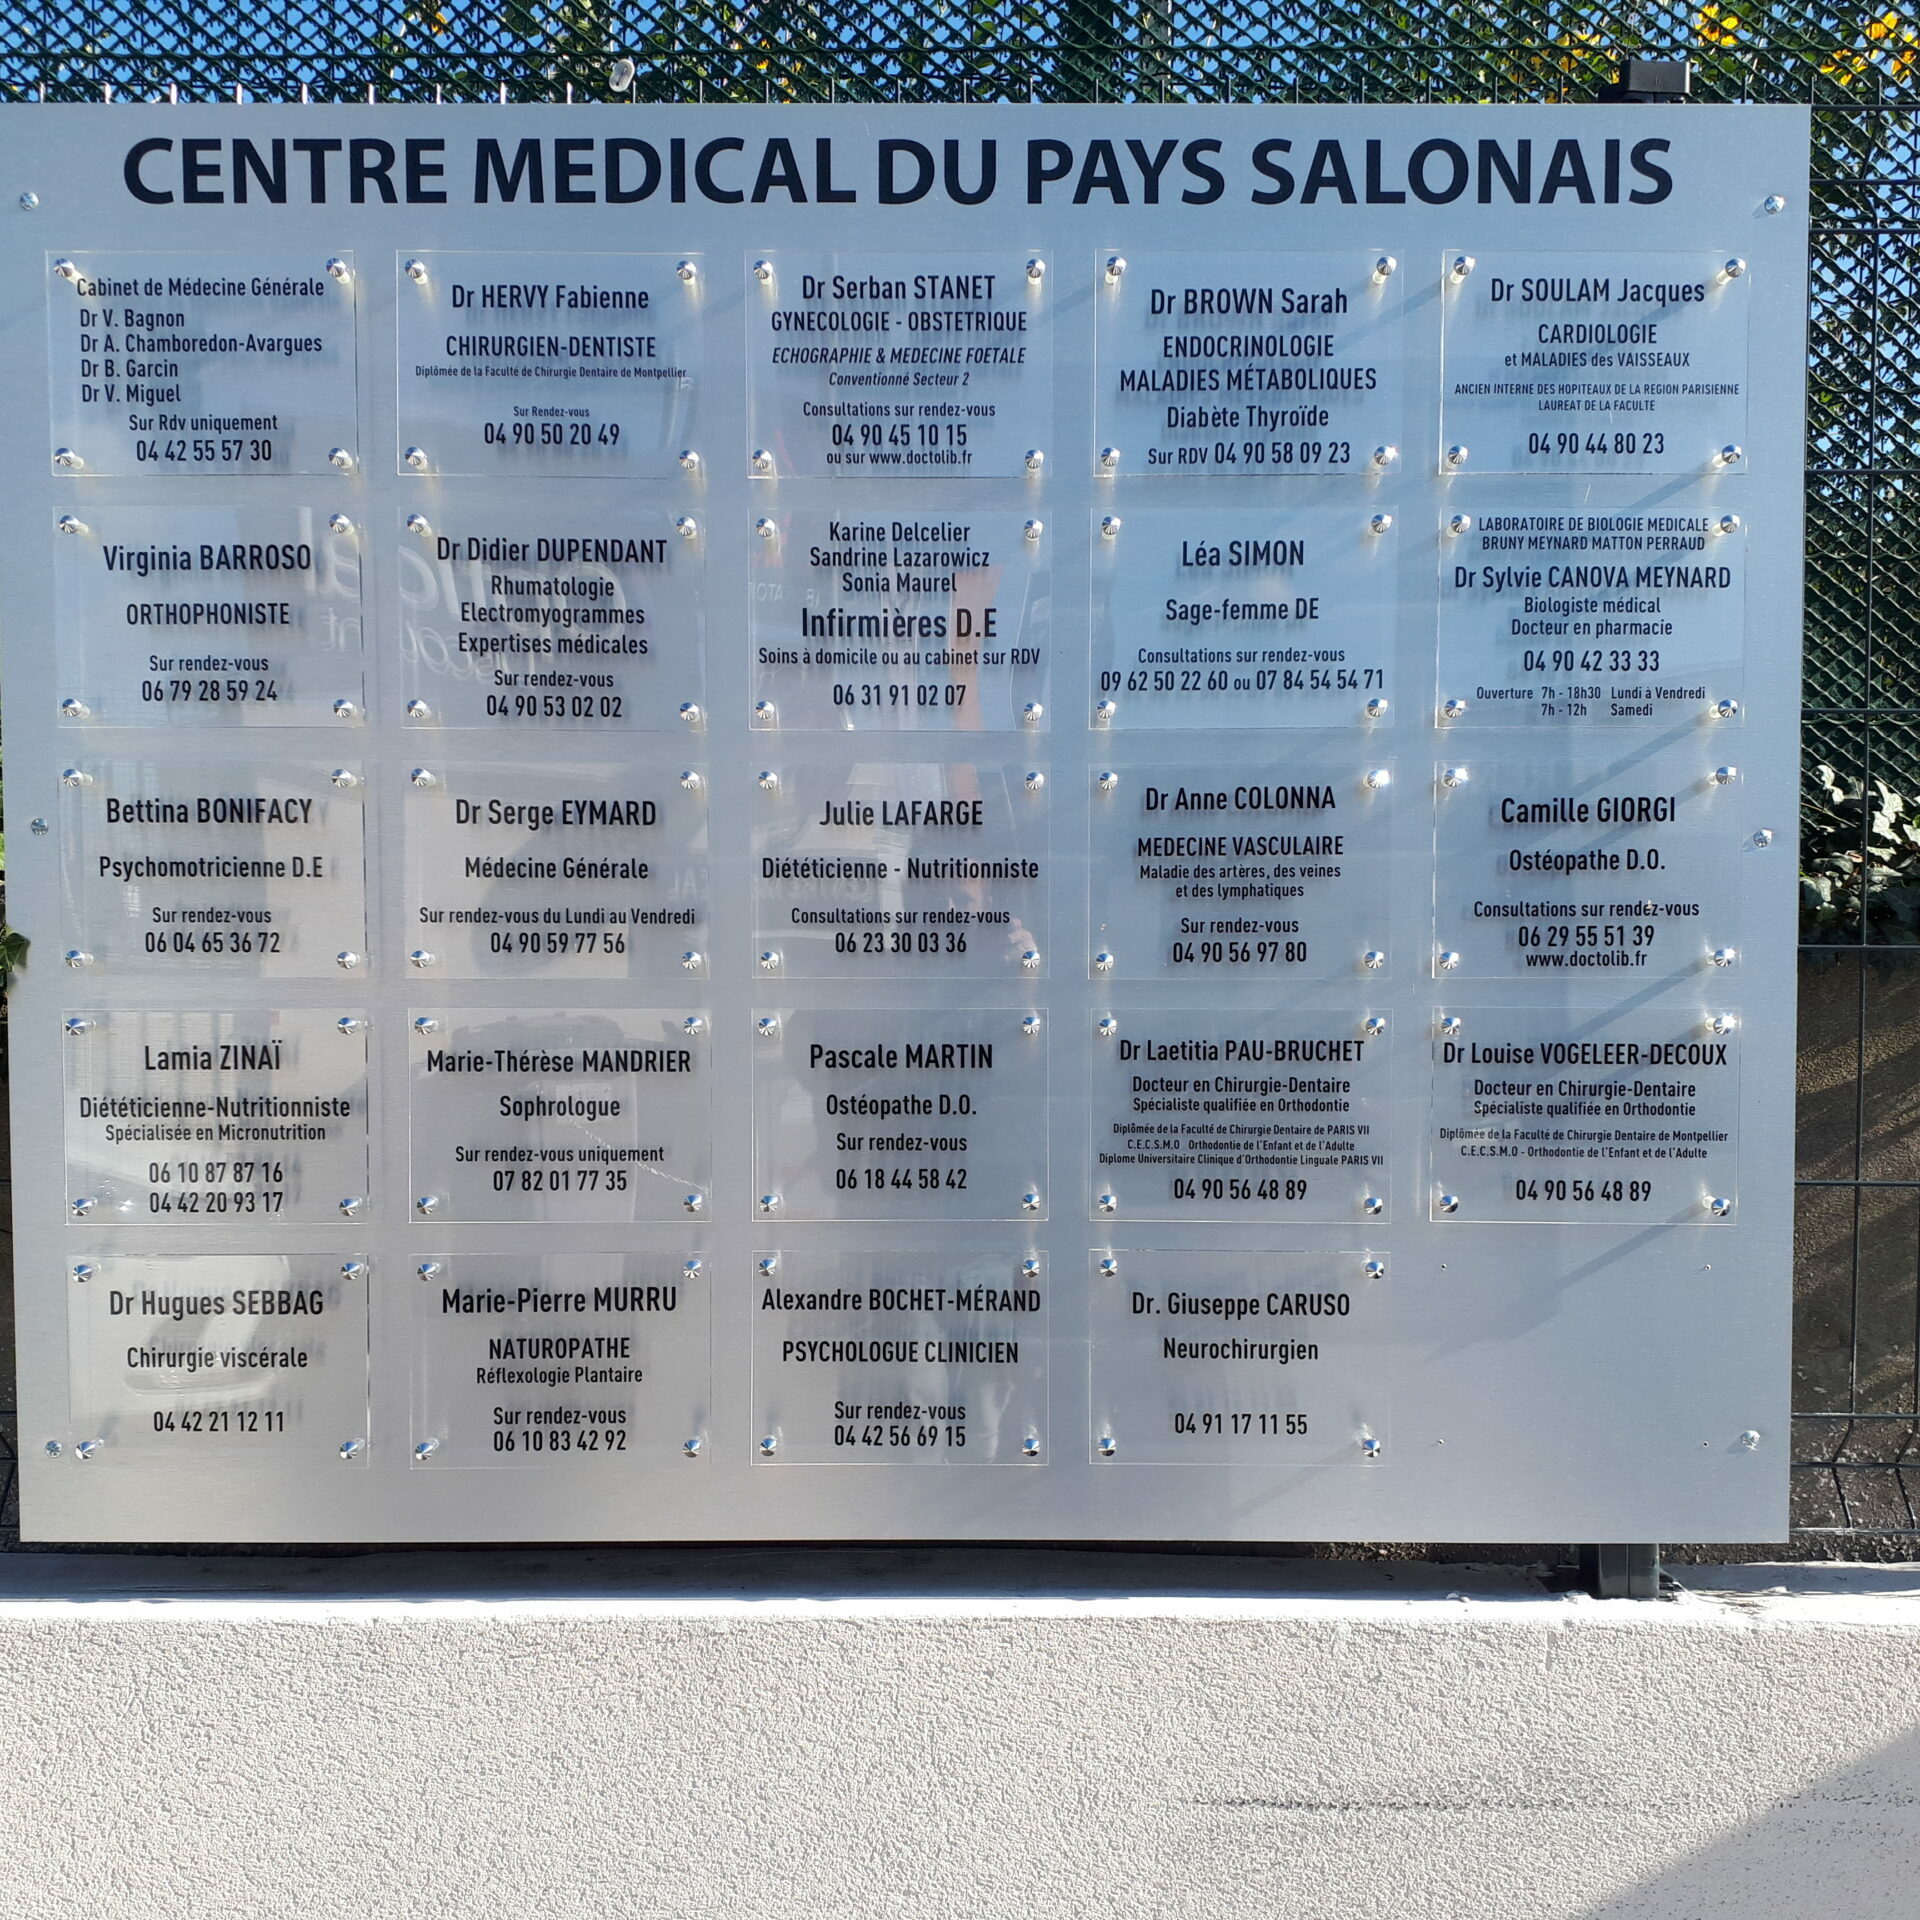 CENTRE MEDICAL DU PAYS SALONAIS
Cabinet de Médecine Générale
Dr V. Bagnon
Dr A. Chamboredon-Avargues
Dr B. Garcin
Dr V. Miguel
Sur Rdv uniquement
04 42 55 57 30
Dr HERVY Fabienne
CHIRURGIEN-DENTISTE
Diplômée de la Faculté de Chirurgie Dentaire de Montpellier
Sur Rendez-vous
04 90 50 20 49
Dr Serban STANET
GYNECOLOGIE - OBSTETRIQUE
ECHOGRAPHIE & MEDECINE FOETALE
Conventionné Secteur 2
Consultations sur rendez-vous
04 90 45 10 15
ou sur www.doctolib.fr
Dr BROWN Sarah
ENDOCRINOLOGIE
MALADIES MÉTABOLIQUES
Diabète Thyroïde
Sur RDV 04 90 58 09 23
Dr SOULAM Jacques
CARDIOLOGIE
et MALADIES des VAISSEAUX
ANCIEN INTERNE DES HOPITEAUX DE LA REGION PARISIENNE
LAUREAT DE LA FACULTE
04 90 44 80 23
Virginia BARROSO
ORTHOPHONISTE
Sur rendez-vous
06 79 28 59 24
Dr Didier DUPENDANT
Rhumatologie
Electromyogrammes
Expertises médicales
Sur rendez-vous
04 90 53 02 02
Karine Delcelier
Sandrine Lazarowicz
Sonia Maurel
Infirmières D.E
Soins à domicile ou au cabinet sur RDV
06 31 91 02 07
Léa SIMON
Sage-femme DE
Consultations sur rendez-vous
09 62 50 22 60 ou 07 84 54 54 71
LABORATOIRE DE BIOLOGIE MEDICALE
BRUNY MEYNARD MATTON PERRAUD
Dr Sylvie CANOVA MEYNARD
Biologiste médical
Docteur en pharmacie
04 90 42 33 33
Ouverture 7h - 18h30 Lundi à Vendredi
7h - 12h Samedi
Bettina BONIFACY
Psychomotricienne D.E
Sur rendez-vous
06 04 65 36 72
Dr Serge EYMARD
Médecine Générale
Sur rendez-vous du Lundi au Vendredi
04 90 59 77 56
Julie LAFARGE
Diététicienne - Nutritionniste
Consultations sur rendez-vous
06 23 30 03 36
Dr Anne COLONNA
MEDECINE VASCULAIRE
Maladie des artères, des veines
et des lymphatiques
Sur rendez-vous
04 90 56 97 80
Camille GIORGI
Ostéopathe D.O.
Consultations sur rendez-vous
06 29 55 51 39
www.doctolib.fr
Lamia ZINAÏ
Diététicienne-Nutritionniste
Spécialisée en Micronutrition
06 10 87 87 16
04 42 20 93 17
Marie-Thérèse MANDRIER
Sophrologue
Sur rendez-vous uniquement
07 82 01 77 35
Pascale MARTIN
Ostéopathe D.O.
Sur rendez-vous
06 18 44 58 42
Dr Laetitia PAU-BRUCHET
Docteur en Chirurgie-Dentaire
Spécialiste qualifiée en Orthodontie
Diplômée de la Faculté de Chirurgie Dentaire de PARIS VII
C.E.C.S.M.O Orthodontie de l'Enfant et de l'Adulte
Diplome Universitaire Clinique d'Orthodontie Linguale PARIS VII
04 90 56 48 89
Dr Louise VOGELEER-DECOUX
Docteur en Chirurgie-Dentaire
Spécialiste qualifiée en Orthodontie
Diplômée de la Faculté de Chirurgie Dentaire de Montpellier
C.E.C.S.M.O - Orthodontie de l'Enfant et de l'Adulte
04 90 56 48 89
Dr Hugues SEBBAG
Chirurgie viscérale
04 42 21 12 11
Marie-Pierre MURRU
NATUROPATHE
Réflexologie Plantaire
Sur rendez-vous
06 10 83 42 92
Alexandre BOCHET-MÉRAND
PSYCHOLOGUE CLINICIEN
Sur rendez-vous
04 42 56 69 15
Dr. Giuseppe CARUSO
Neurochirurgien
04 91 17 11 55